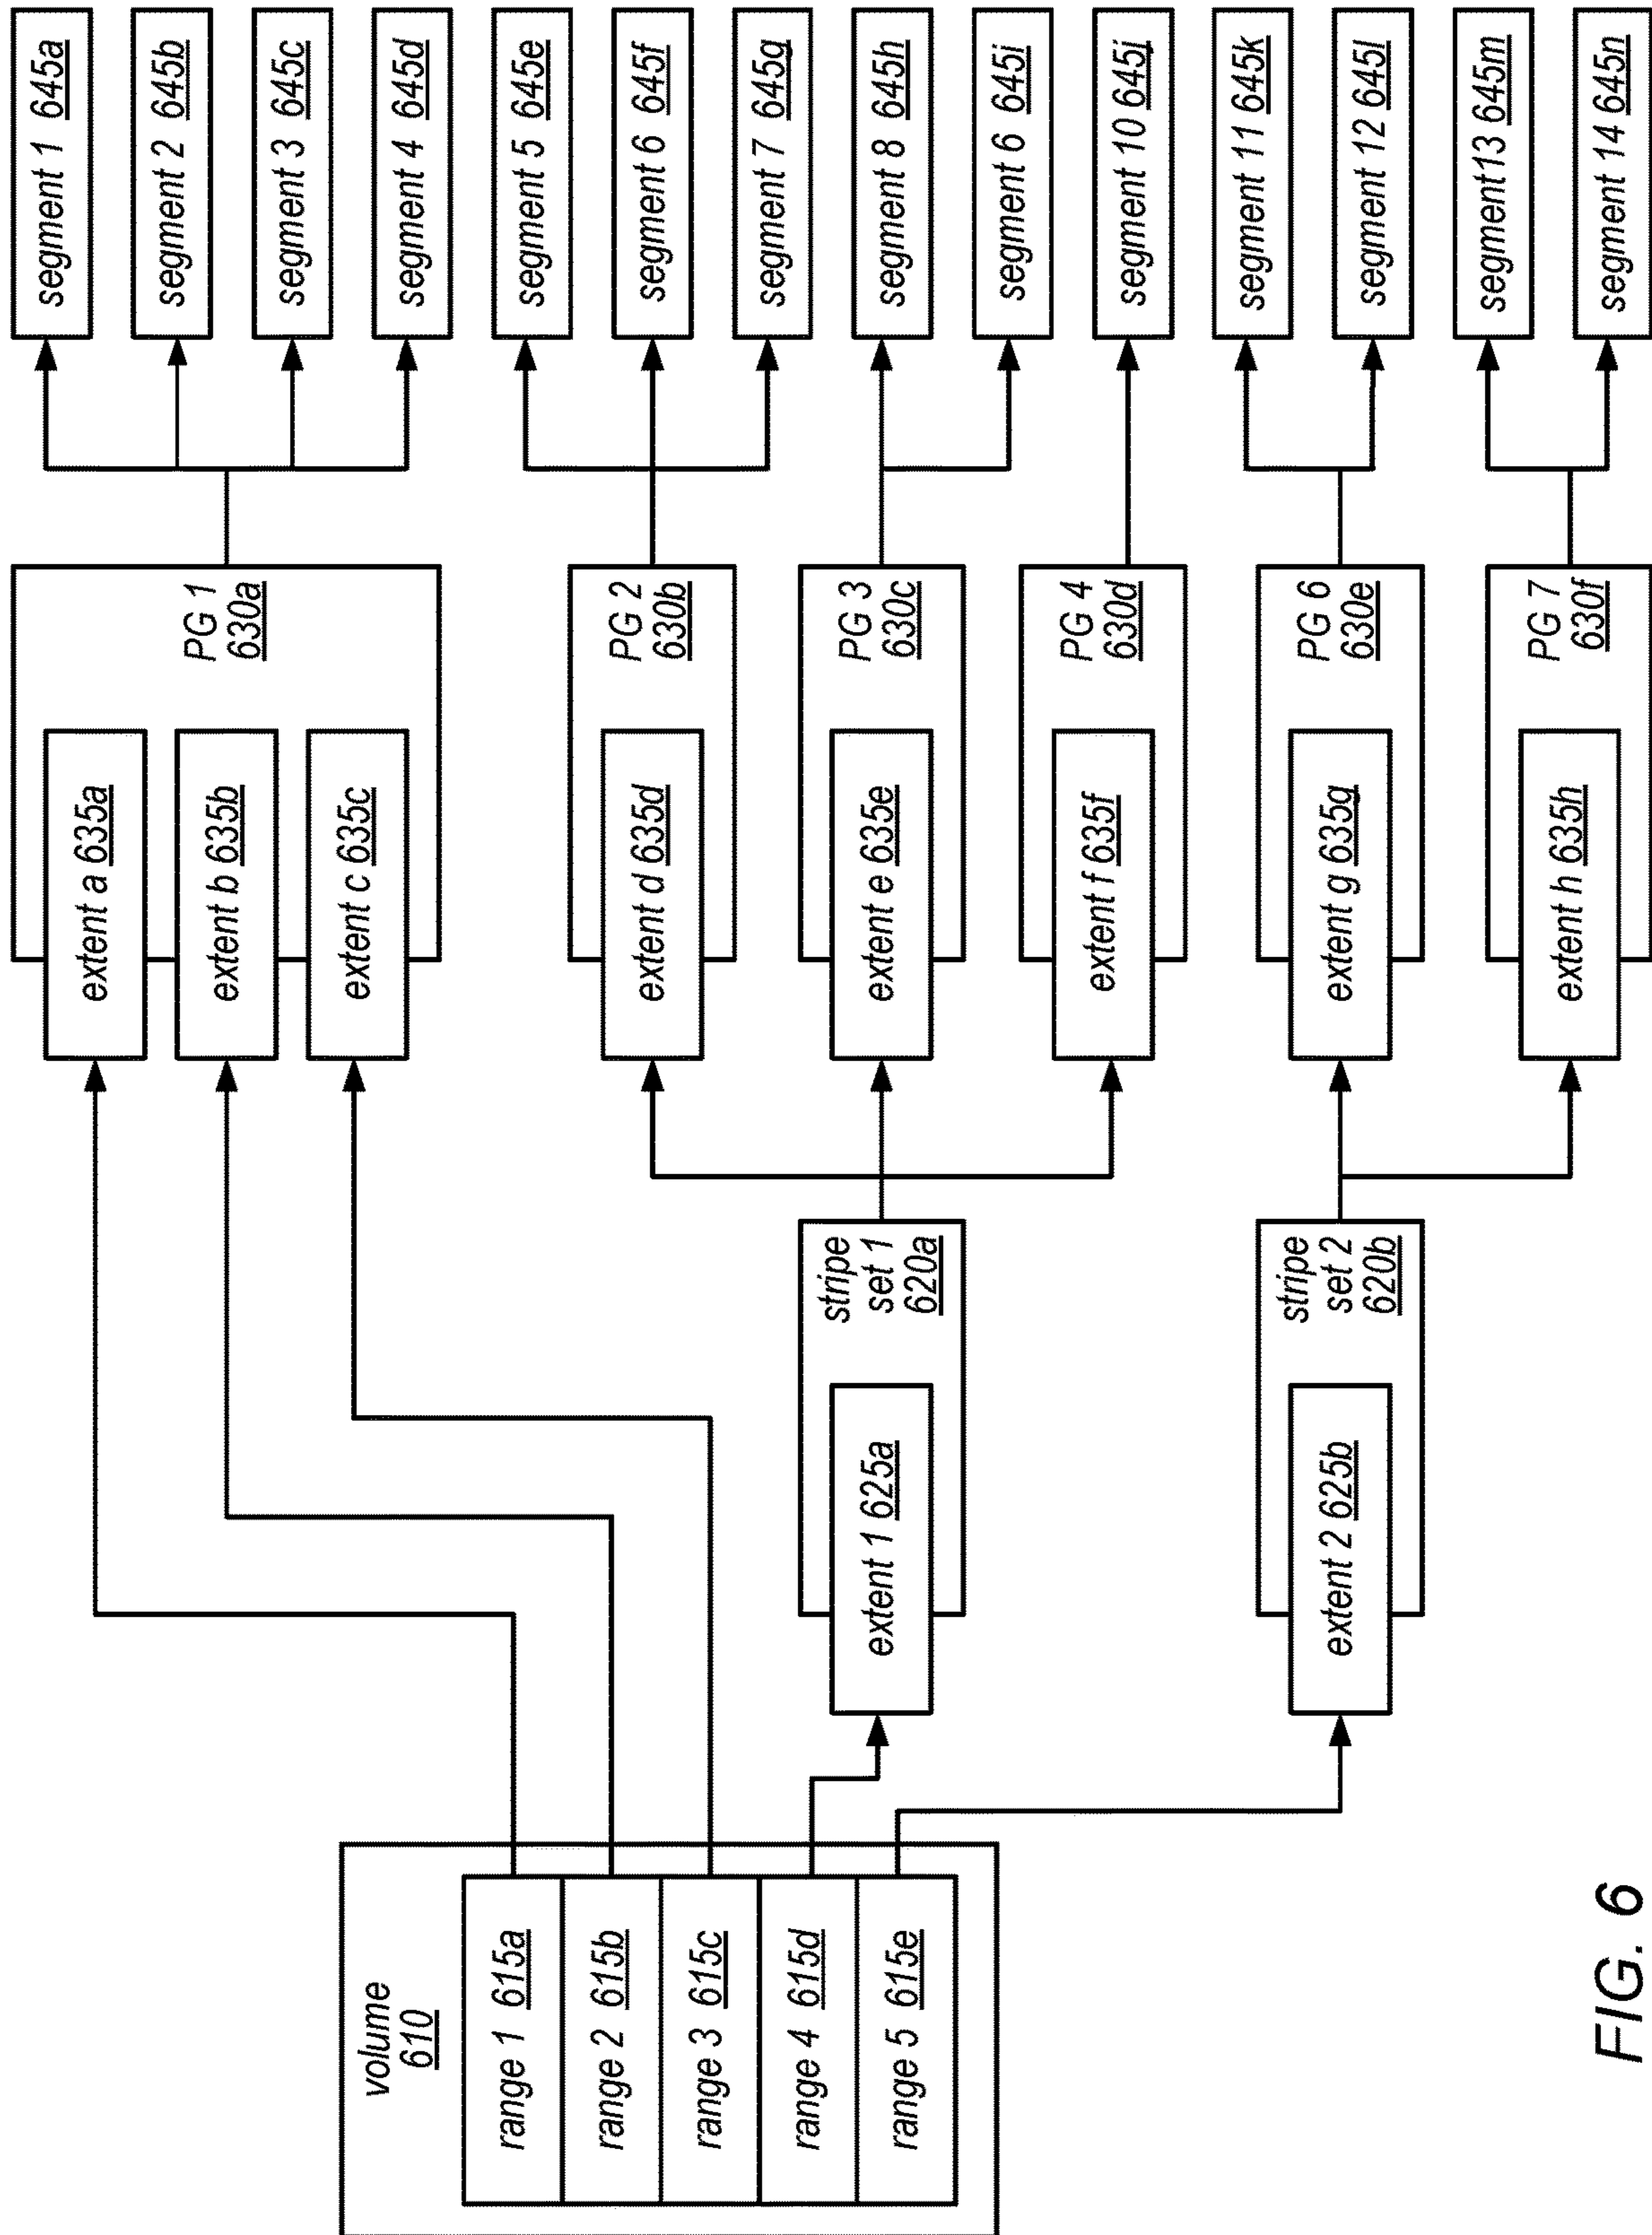 volume
610
range 1 615a
range 2 615b
range 3 615c
range 4 615d
range 5 615e
extent 1 625a
stripe
set 1
620a
extent 2 625b
stripe
set 2
620b
extent a 635a
extent b 635b
extent c 635c
PG 1
630a
extent d 635d
PG 2
630b
extent e 635e
PG 3
630c
extent f 635f
PG 4
630d
extent g 635g
PG 6
630e
extent h 635h
PG 7
630f
segment 1 645a
segment 2 645b
segment 3 645c
segment 4 645d
segment 5 645e
segment 6 645f
segment 7 645g
segment 8 645h
segment 6 645i
segment 10 645j
segment 11 645k
segment 12 645l
segment13 645m
segment 14 645n
FIG. 6